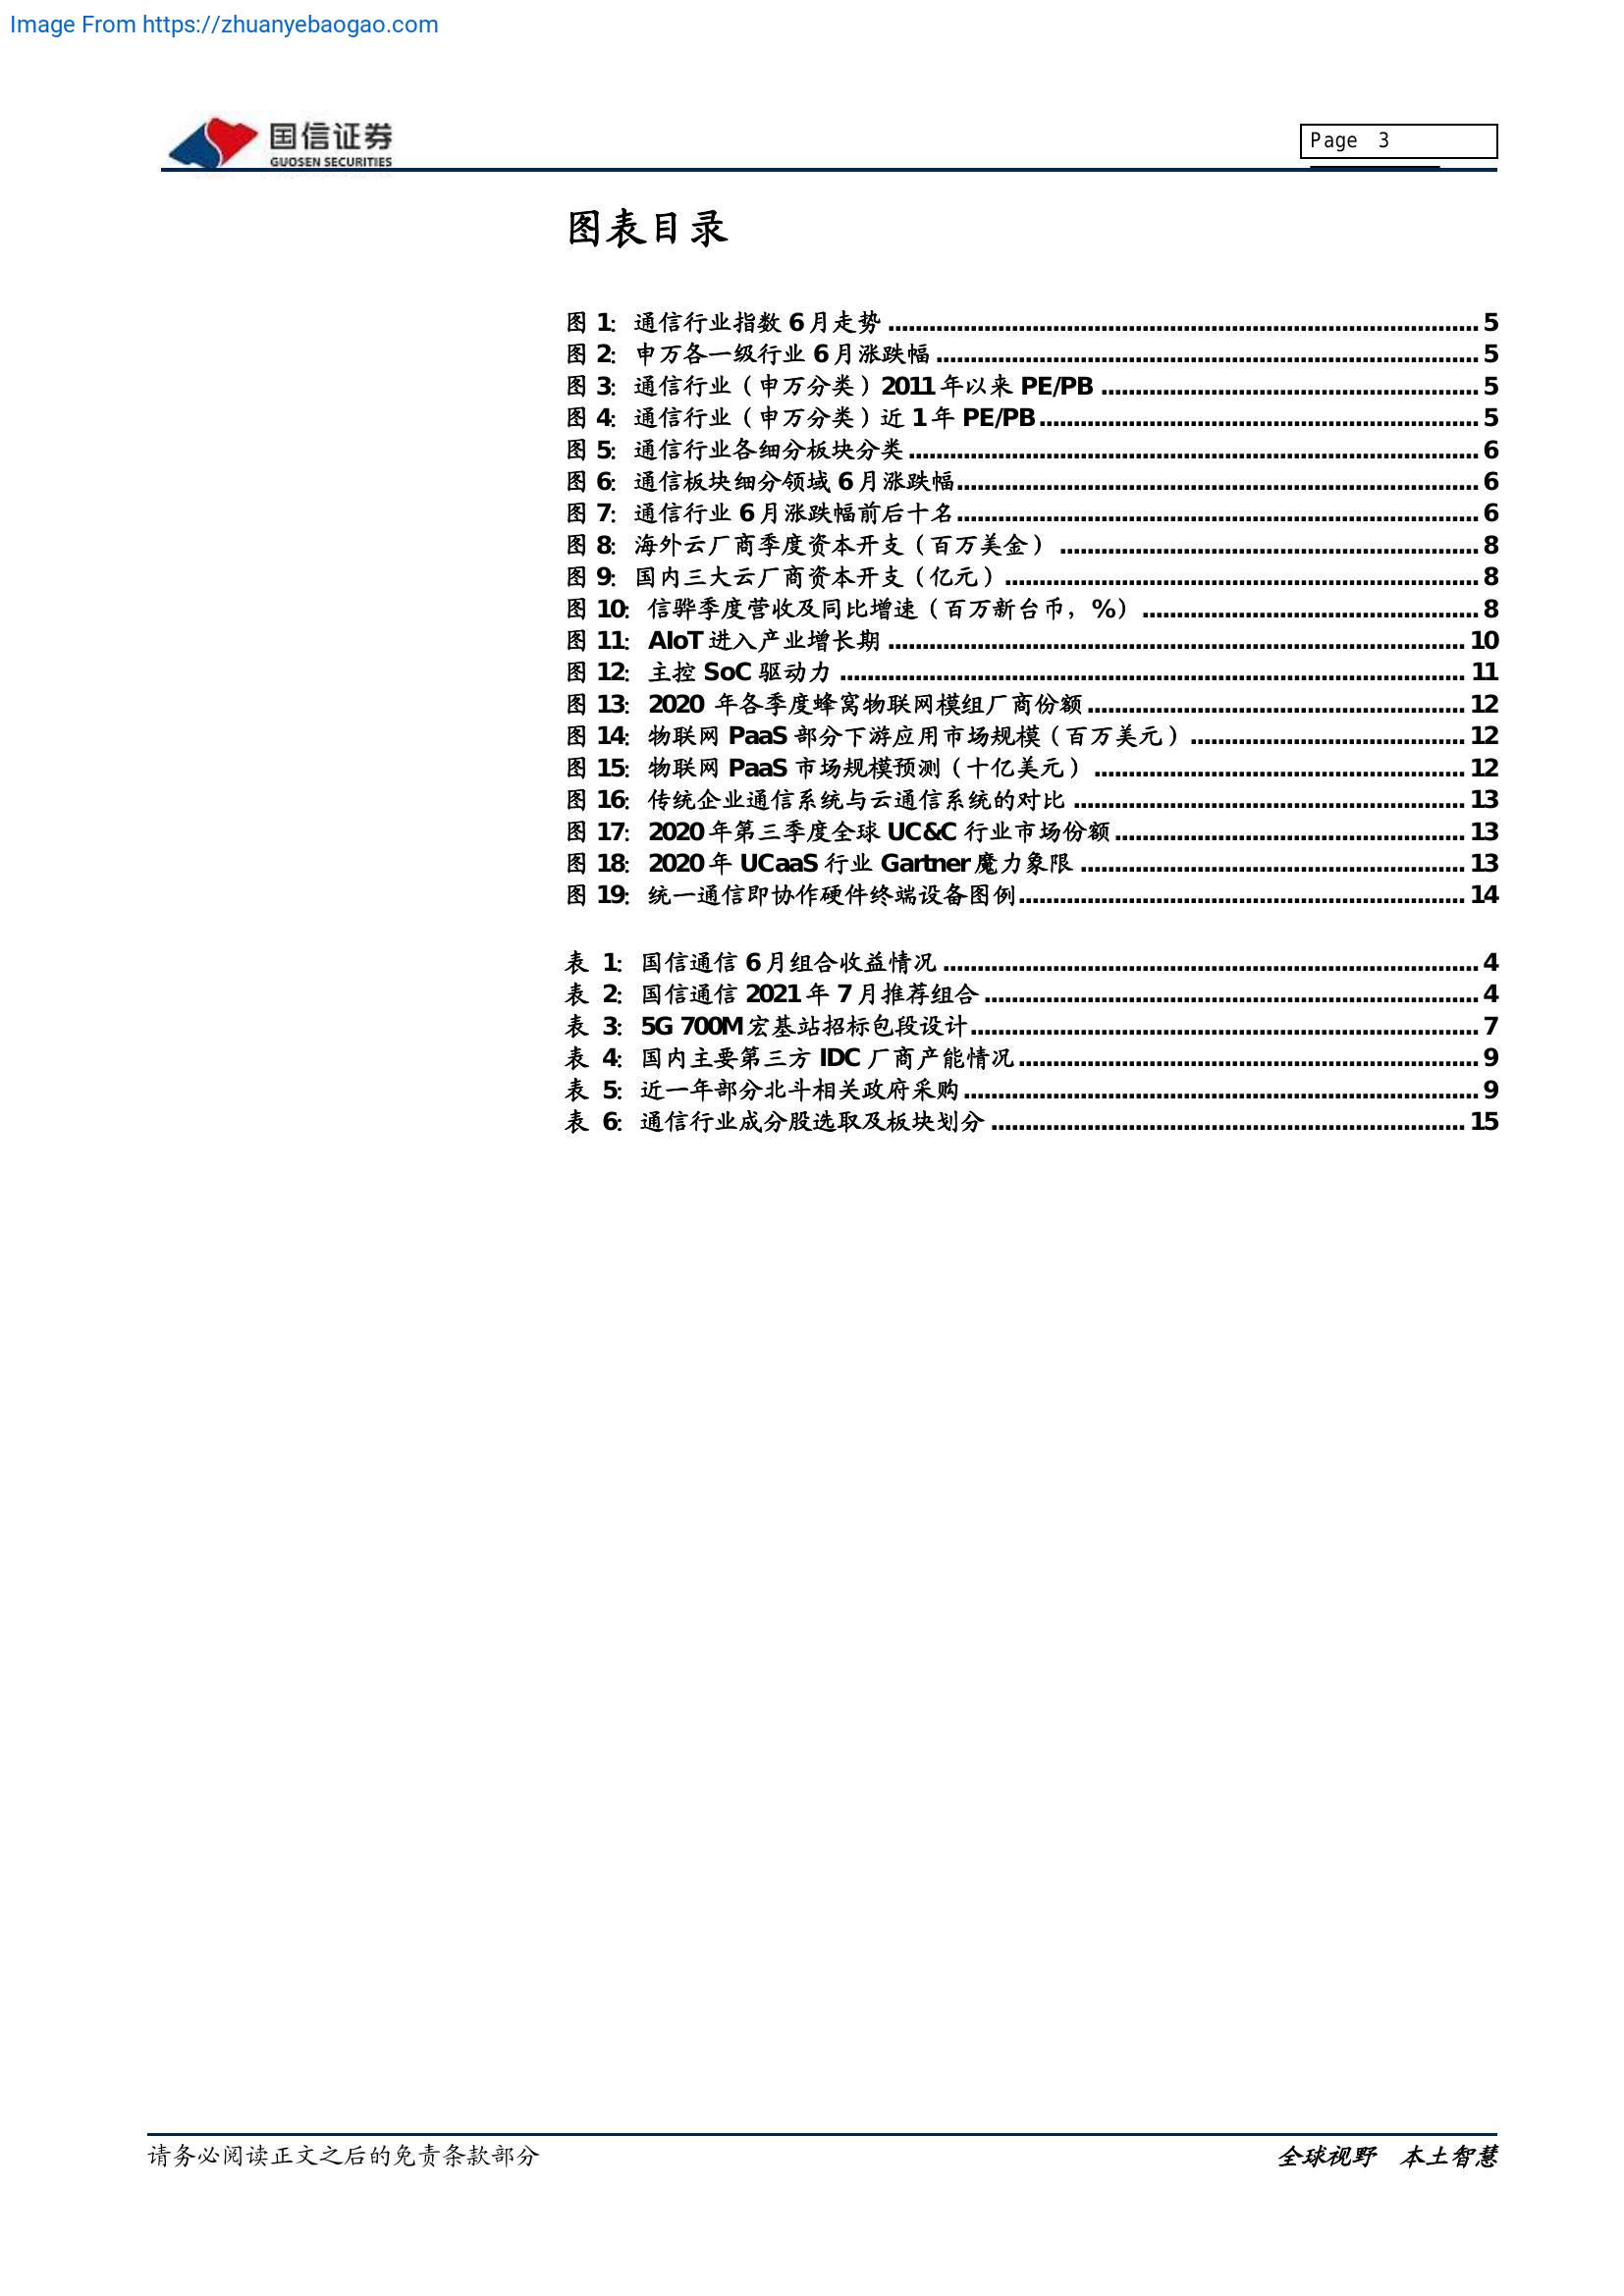 Image From https://zhuanyebaogao.com
国信证券
GUOSEN SECURITIES
Page 3
图表目录
图 1: 通信行业指数 6 月走势 ........ 5
图 2: 申万各一级行业 6 月涨跌幅 ........ 5
图 3: 通信行业（申万分类）2011 年以来 PE/PB ........ 5
图 4: 通信行业（申万分类）近 1 年 PE/PB ........ 5
图 5: 通信行业各细分板块分类 ........ 6
图 6: 通信板块细分领域 6 月涨跌幅 ........ 6
图 7: 通信行业 6 月涨跌幅前后十名 ........ 6
图 8: 海外云厂商季度资本开支（百万美金） ........ 8
图 9: 国内三大云厂商资本开支（亿元） ........ 8
图 10: 信骅季度营收及同比增速（百万新台币，%） ........ 8
图 11: AIoT 进入产业增长期 ........ 10
图 12: 主控 SoC 驱动力 ........ 11
图 13: 2020 年各季度蜂窝物联网模组厂商份额 ........ 12
图 14: 物联网 PaaS 部分下游应用市场规模（百万美元） ........ 12
图 15: 物联网 PaaS 市场规模预测（十亿美元） ........ 12
图 16: 传统企业通信系统与云通信系统的对比 ........ 13
图 17: 2020 年第三季度全球 UC&C 行业市场份额 ........ 13
图 18: 2020 年 UCaaS 行业 Gartner 魔力象限 ........ 13
图 19: 统一通信即协作硬件终端设备图例 ........ 14
表 1: 国信通信 6 月组合收益情况 ........ 4
表 2: 国信通信 2021 年 7 月推荐组合 ........ 4
表 3: 5G 700M 宏基站招标包段设计 ........ 7
表 4: 国内主要第三方 IDC 厂商产能情况 ........ 9
表 5: 近一年部分北斗相关政府采购 ........ 9
表 6: 通信行业成分股选取及板块划分 ........ 15
请务必阅读正文之后的免责条款部分
全球视野 本土智慧